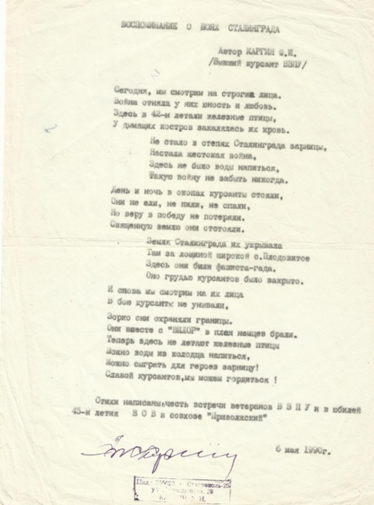 ВОСПОМИНАНИЕ О ВОНА СТАЛИНГРАДА
Автор КАРГИН Ф.И.
/Бывший курсант ВВПУ/
Сегодня, мы смотрим на строгие лица.
Война отняла у них юность и любовь.
Здесь в 42-м летали железные птицы,
У дымящих костров запекалась их кровь.
Не стало в степях Сталинграда зарницы,
Настала жестокая война,
Здесь не было воды напиться,
Такую войну не забыть никогда.
День и ночь в окопах курсанты стояли,
Они не ели, не пили, не спали,
Но веру в победу не потеряли.
Священную землю они отстояли.
Земля Сталинграда их укрывала
Там за лощиной широкой с.Плодовитое
Здесь они били фашиста-гада.
Оно грудью курсантов было закрыто.
И снова мы смотрим на их лица
В бою курсанты не унывали,
Зорко они охраняли границы.
Они вместе с в плен немцев брали.
Теперь здесь не летают железные птицы
Можно воды из колодца напиться,
Можно сыграть для героев зарницу!
Славой курсантов,мы можем гордиться !
Стихи написаны честь встречи ветеранов ВВПУ и в юбилей
45-й летия ВОВ в совхозе "Приволжский"
6 мая 1990г.